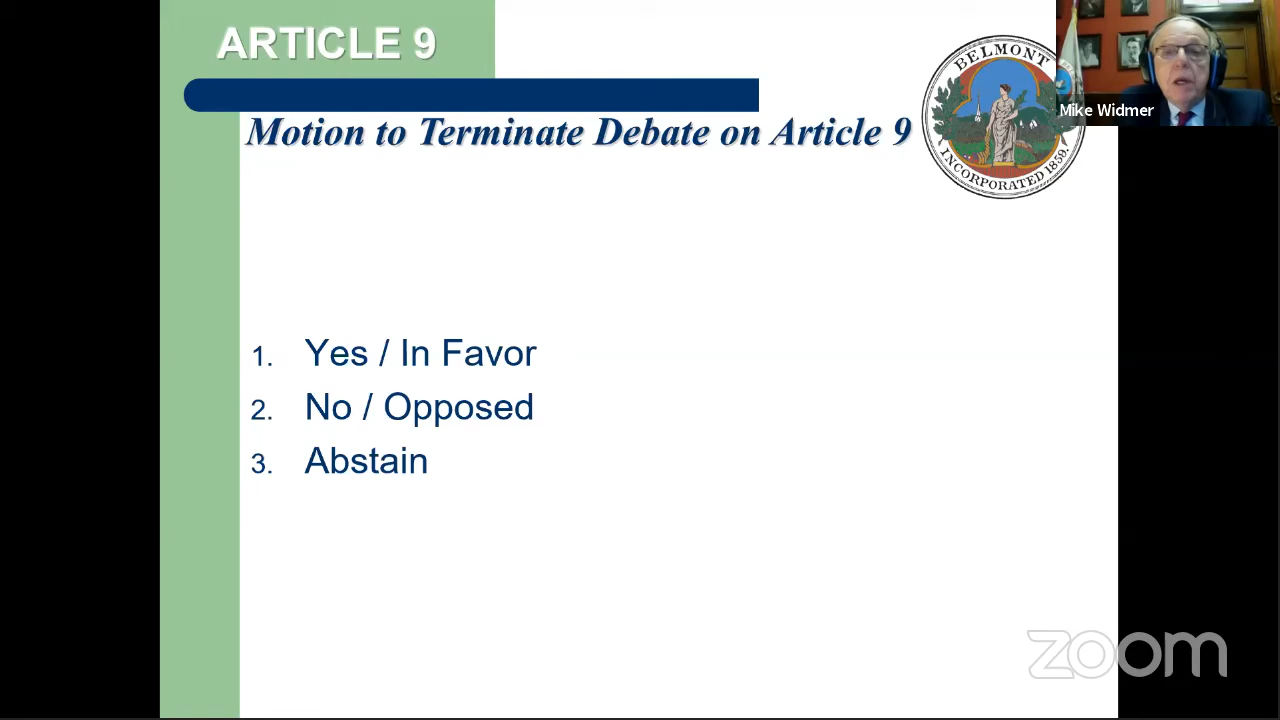 ARTICLE 9
Motion to Terminate Debate on Article 9
BELMONT
INCORPORATED 1859.
Mike Widmer
1. Yes / In Favor
2. No / Opposed
3. Abstain
zoom